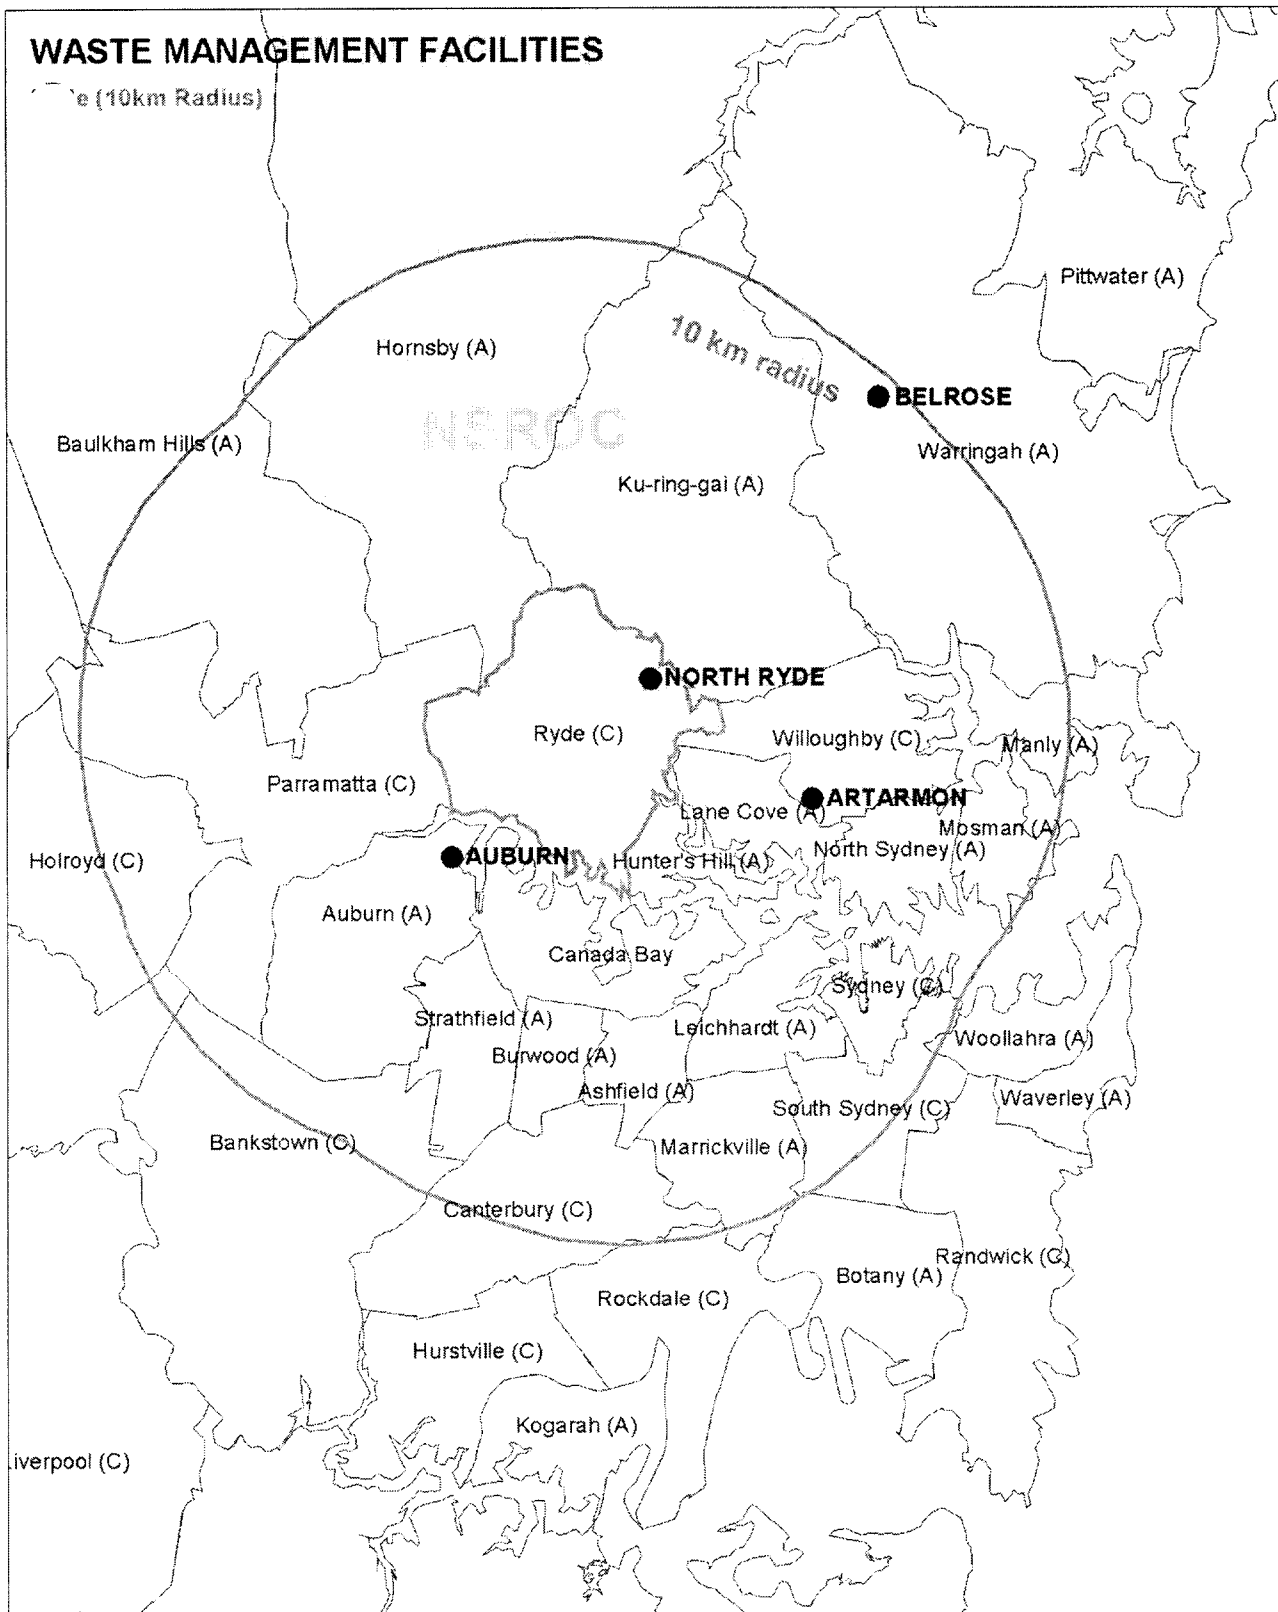 WASTE MANAGEMENT FACILITIES
(10km Radius)
Pittwater (A)
10 km radius
Hornsby (A)
BELROSE
NSROC
Baulkham Hills (A)
Warringah (A)
Ku-ring-gai (A)
NORTH RYDE
Ryde (C)
Willoughby (C)
Manly (A)
Parramatta (C)
ARTARMON
Lane Cove (A)
Mosman (A)
Holroyd (C)
AUBURN
Hunter's Hill (A)
North Sydney (A)
Auburn (A)
Canada Bay
Sydney (C)
Strathfield (A)
Leichhardt (A)
Woollahra (A)
Burwood (A)
Ashfield (A)
South Sydney (C)
Waverley (A)
Bankstown (C)
Marrickville (A)
Canterbury (C)
Randwick (C)
Botany (A)
Rockdale (C)
Hurstville (C)
Kogarah (A)
iverpool (C)